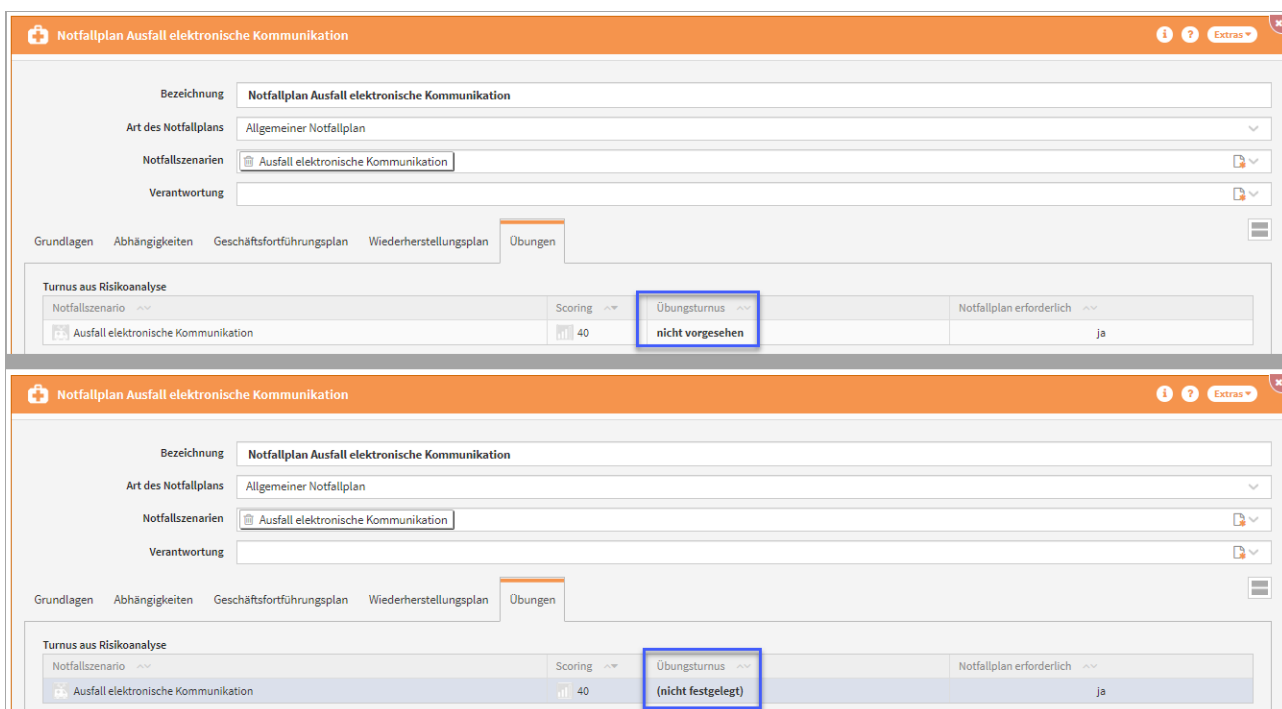 Notfallplan Ausfall elektronische Kommunikation i ? Extras
Bezeichnung Notfallplan Ausfall elektronische Kommunikation
Art des Notfallplans Allgemeiner Notfallplan
Notfallszenarien Ausfall elektronische Kommunikation
Verantwortung
Grundlagen Abhängigkeiten Geschäftsfortführungsplan Wiederherstellungsplan Übungen
Turnus aus Risikoanalyse
Notfallszenario Scoring Übungsturnus Notfallplan erforderlich
Ausfall elektronische Kommunikation 40 nicht vorgesehen ja
Notfallplan Ausfall elektronische Kommunikation i ? Extras
Bezeichnung Notfallplan Ausfall elektronische Kommunikation
Art des Notfallplans Allgemeiner Notfallplan
Notfallszenarien Ausfall elektronische Kommunikation
Verantwortung
Grundlagen Abhängigkeiten Geschäftsfortführungsplan Wiederherstellungsplan Übungen
Turnus aus Risikoanalyse
Notfallszenario Scoring Übungsturnus Notfallplan erforderlich
Ausfall elektronische Kommunikation 40 (nicht festgelegt) ja